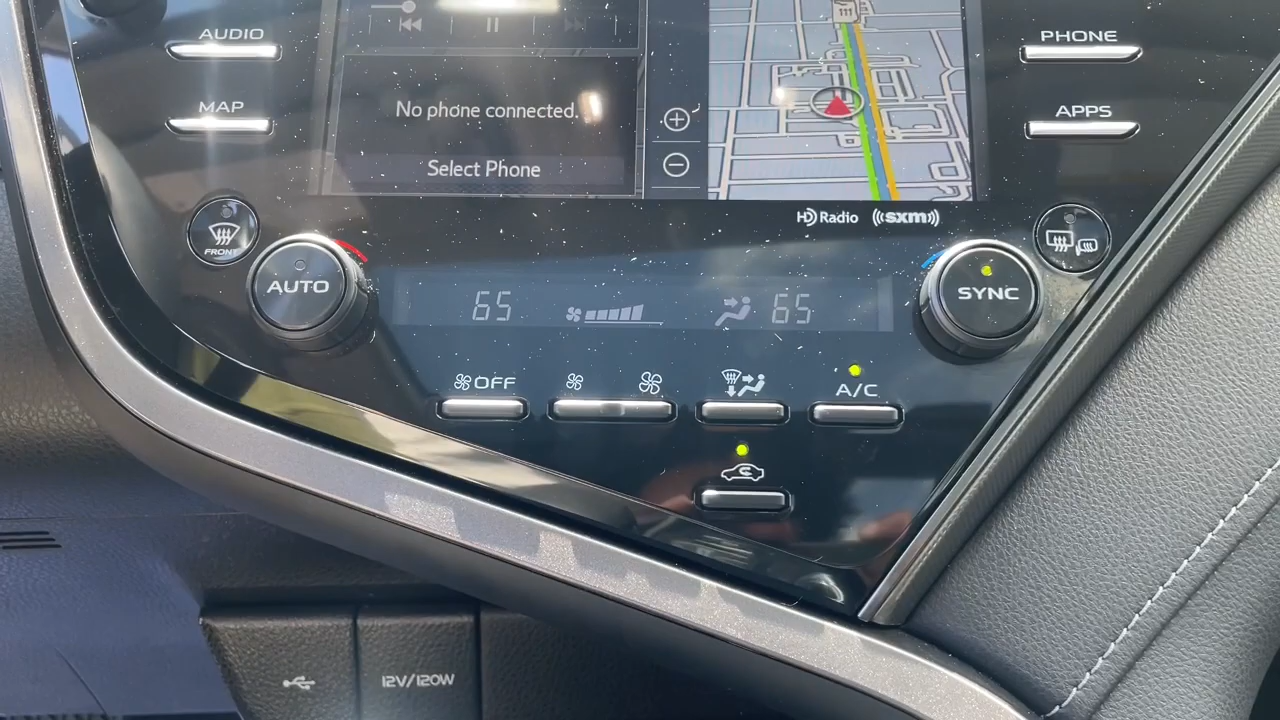 AUDIO
MAP
No phone connected.
Select Phone
111
PHONE
APPS
HD Radio
((sxm))
FRONT
AUTO
65
65
SYNC
OFF
A/C
12V/120W